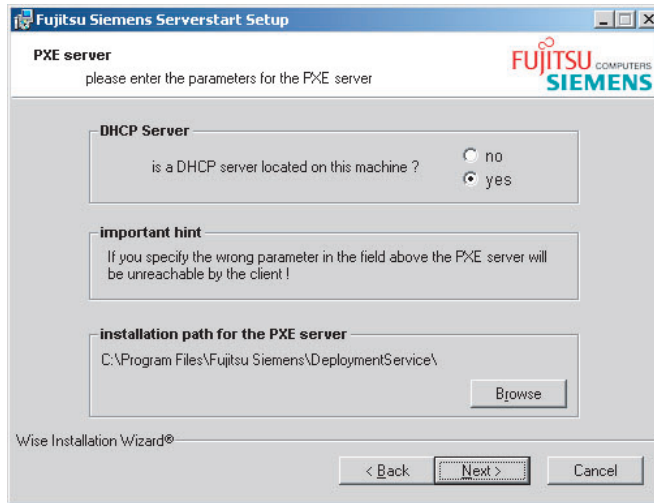 Fujitsu Siemens Serverstart Setup
PXE server
please enter the parameters for the PXE server
FUJITSU COMPUTERS
SIEMENS
DHCP Server
is a DHCP server located on this machine ?
no
yes
important hint
If you specify the wrong parameter in the field above the PXE server will
be unreachable by the client !
installation path for the PXE server
C:\Program Files\Fujitsu Siemens\DeploymentService\
Browse
Wise Installation Wizard®
< Back
Next >
Cancel